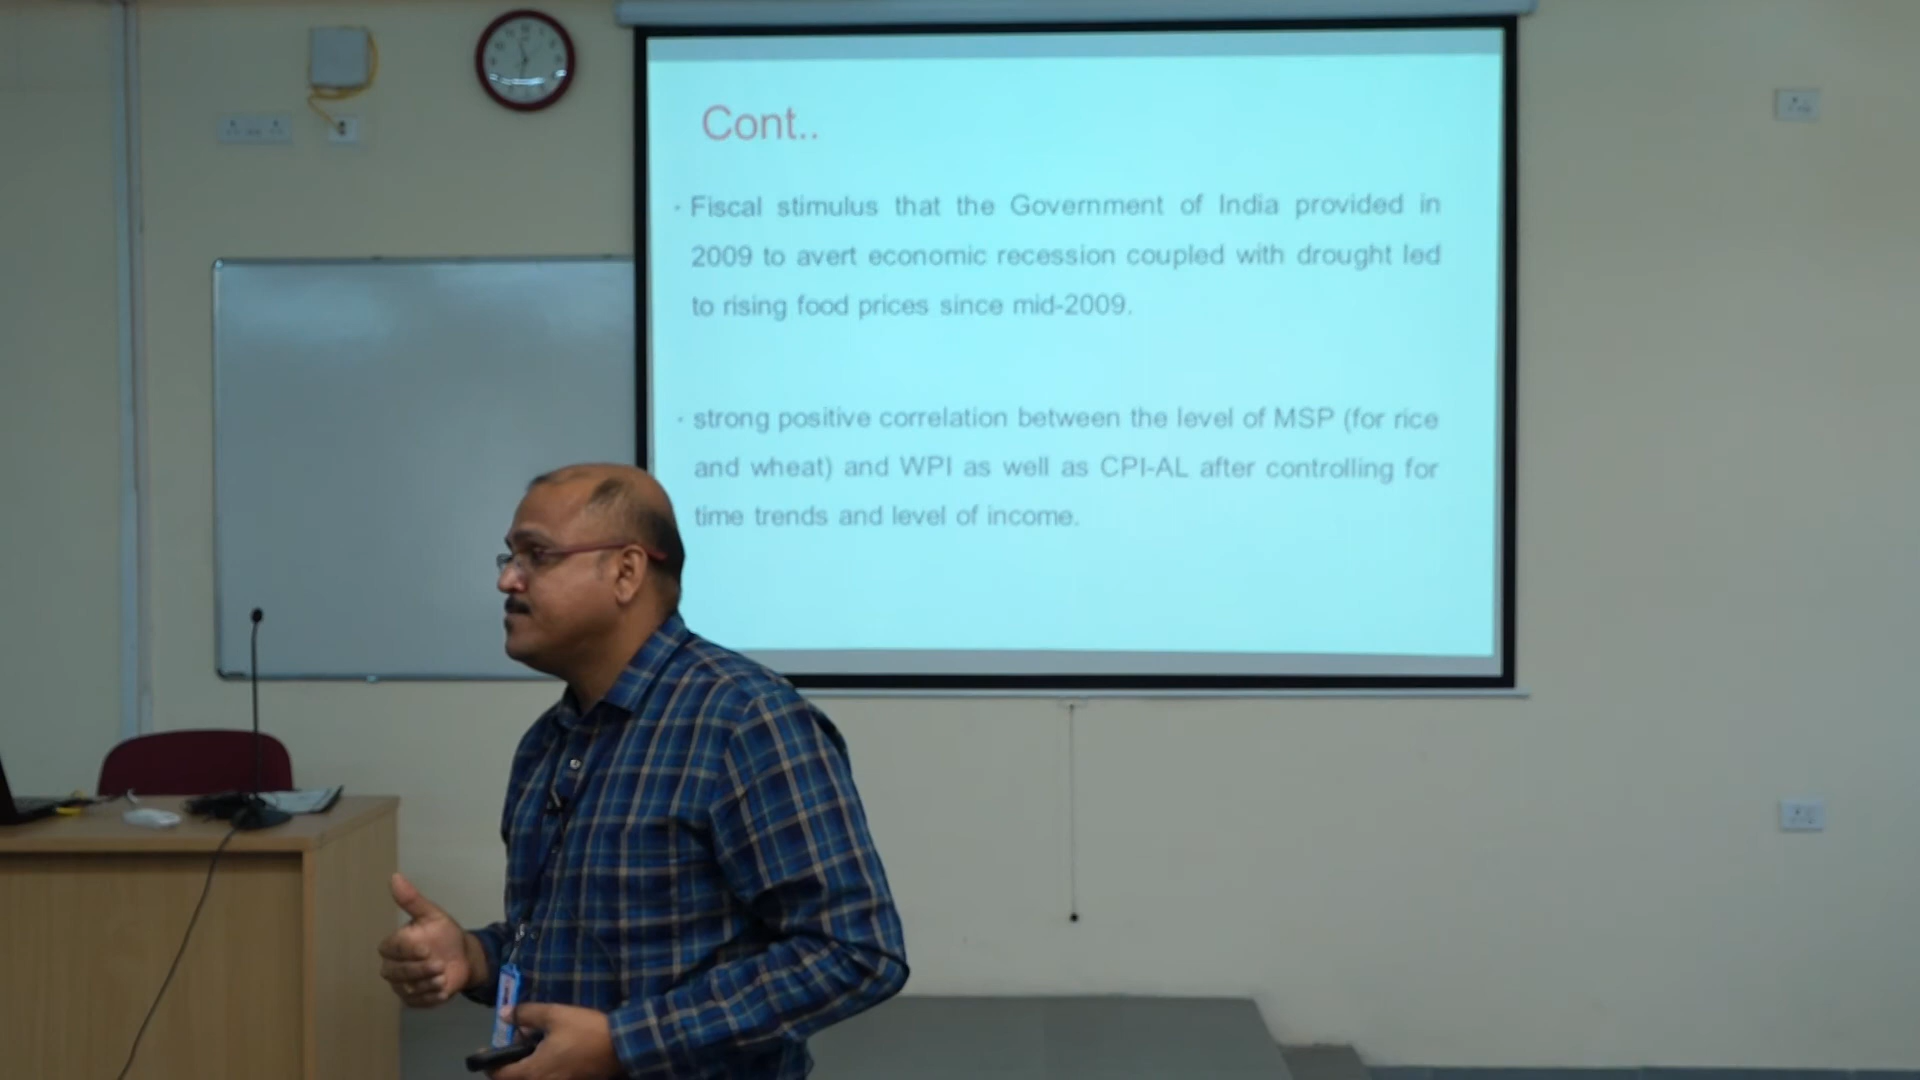 Cont..
· Fiscal stimulus that the Government of India provided in
2009 to avert economic recession coupled with drought led
to rising food prices since mid-2009.
· strong positive correlation between the level of MSP (for rice
and wheat) and WPI as well as CPI-AL after controlling for
time trends and level of income.